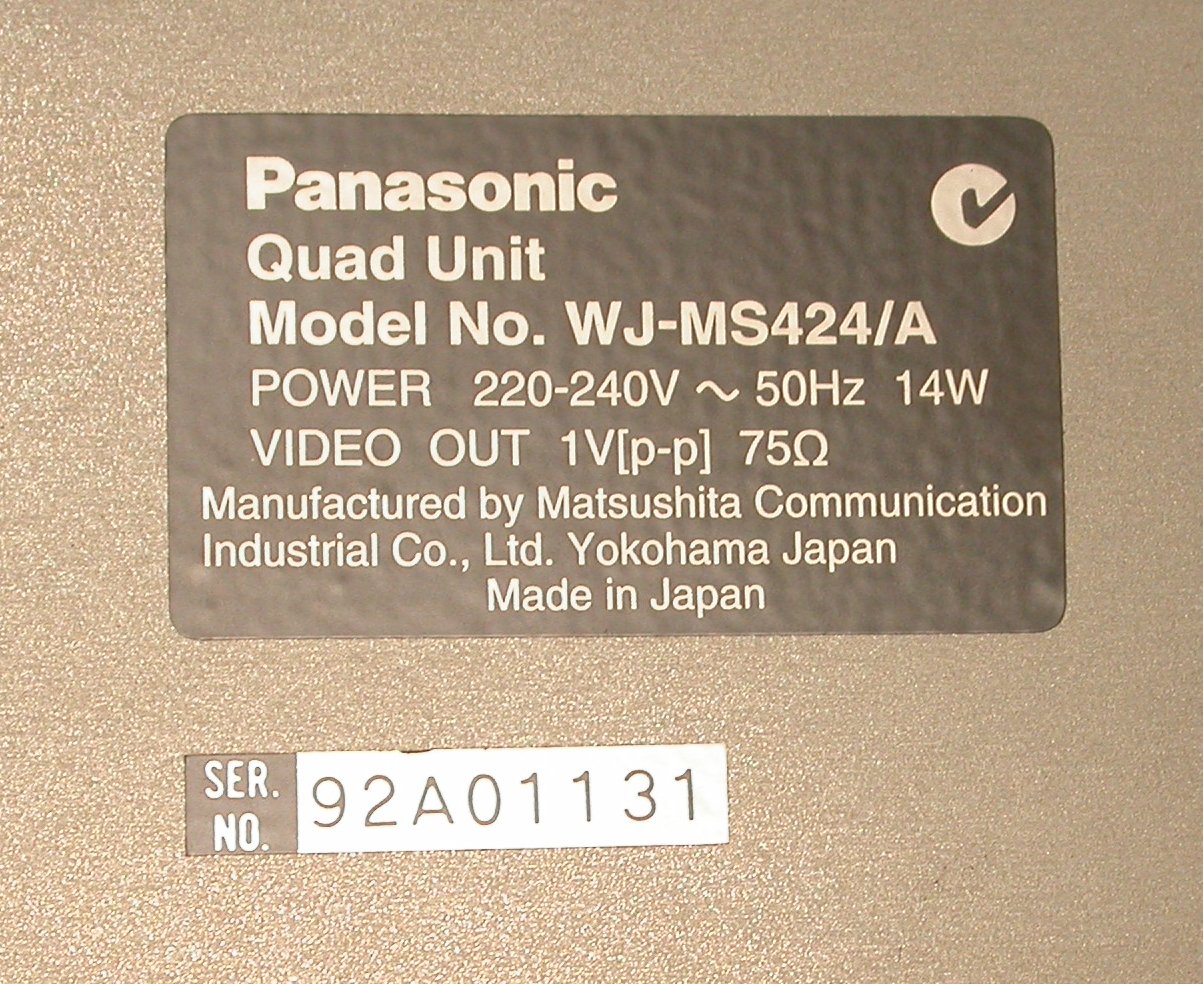 Panasonic
Quad Unit
Model No. WJ-MS424/A
POWER 220-240V ～ 50Hz 14W
VIDEO OUT 1V[p-p] 75Ω
Manufactured by Matsushita Communication
Industrial Co., Ltd. Yokohama Japan
Made in Japan
SER. NO. 92A01131